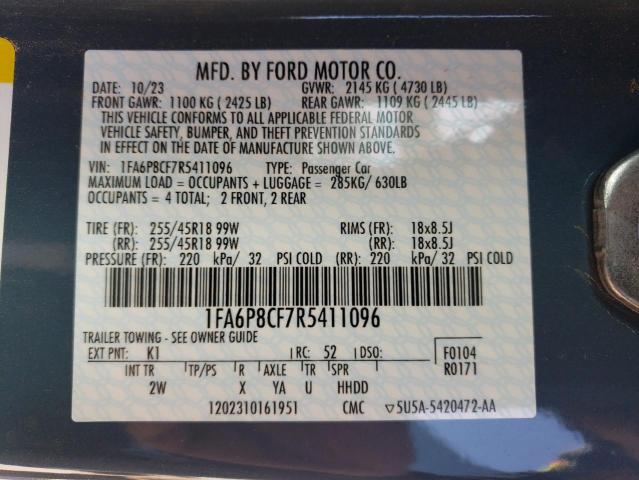 MFD. BY FORD MOTOR CO.
DATE: 10/23 GVWR: 2145 KG ( 4730 LB)
FRONT GAWR: 1100 KG ( 2425 LB) REAR GAWR: 1109 KG ( 2445 LB)
THIS VEHICLE CONFORMS TO ALL APPLICABLE FEDERAL MOTOR
VEHICLE SAFETY, BUMPER, AND THEFT PREVENTION STANDARDS
IN EFFECT ON THE DATE OF MANUFACTURE SHOWN ABOVE.
VIN: 1FA6P8CF7R5411096 TYPE: Passenger Car
MAXIMUM LOAD = OCCUPANTS + LUGGAGE = 285KG/ 630LB
OCCUPANTS = 4 TOTAL; 2 FRONT, 2 REAR
TIRE (FR): 255/45R18 99W RIMS (FR): 18x8.5J
(RR): 255/45R18 99W (RR): 18x8.5J
PRESSURE (FR): 220 kPa/ 32 PSI COLD (RR): 220 kPa/ 32 PSI COLD
1FA6P8CF7R5411096
TRAILER TOWING - SEE OWNER GUIDE
EXT PNT: K1 RC: 52 DSO: F0104
INT TR TP/PS R AXLE TR SPR R0171
2W X YA U HHDD
1202310161951 CMC ▽5U5A-5420472-AA